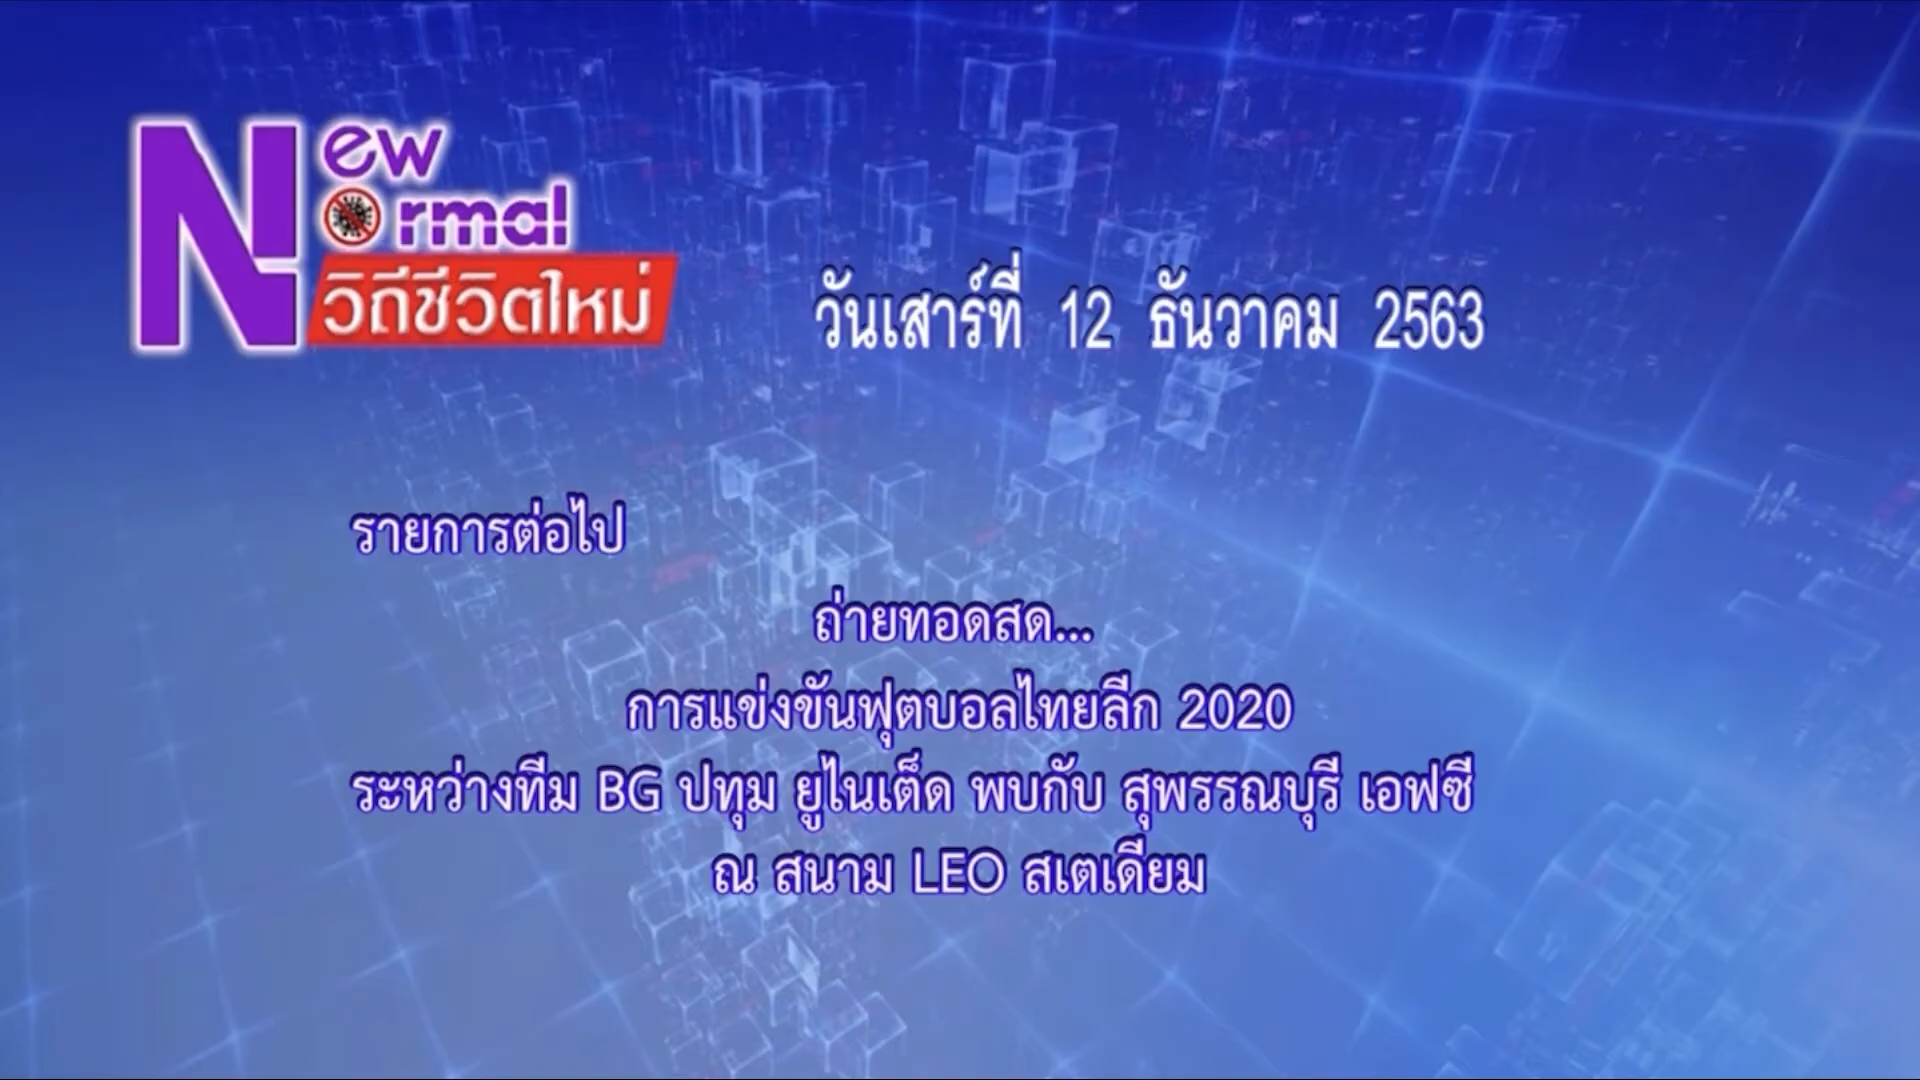 New
Normal
วิถีชีวิตใหม่
วันเสาร์ที่ 12 ธันวาคม 2563
รายการต่อไป
ถ่ายทอดสด...
การแข่งขันฟุตบอลไทยลีก 2020
ระหว่างทีม BG ปทุม ยูไนเต็ด พบกับ สุพรรณบุรี เอฟซี
ณ สนาม LEO สเตเดียม